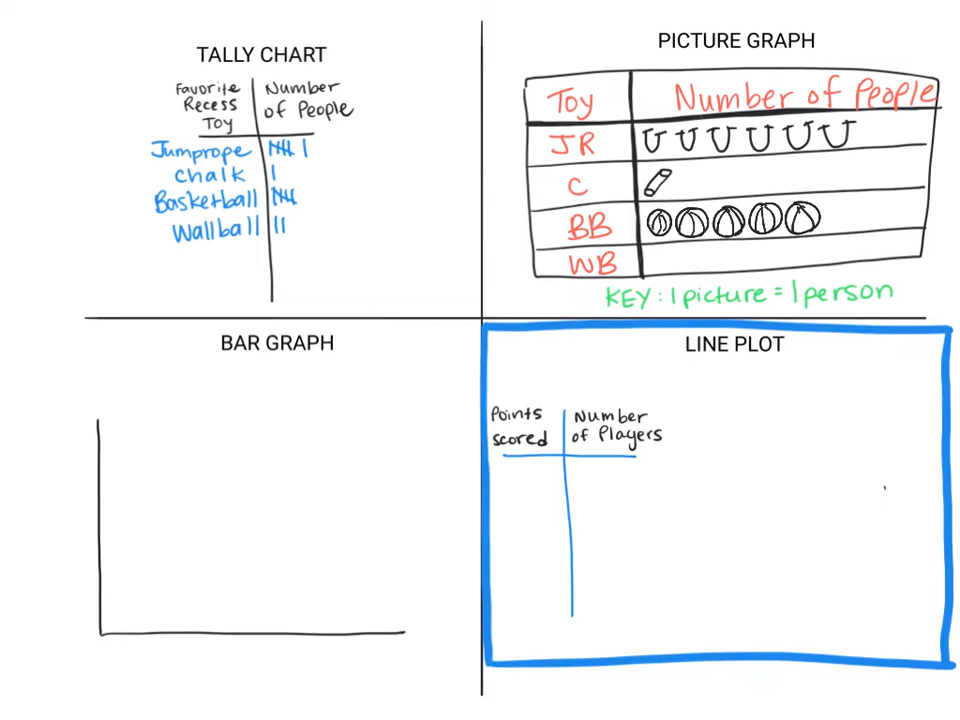 TALLY CHART
Favorite
Recess
Toy
Number
of People
Jumprope
Chalk
Basketball
Wallball
PICTURE GRAPH
Toy
Number of People
JR
C
BB
WB
KEY: 1 picture = 1 person
BAR GRAPH
LINE PLOT
Points
scored
Number
of Players